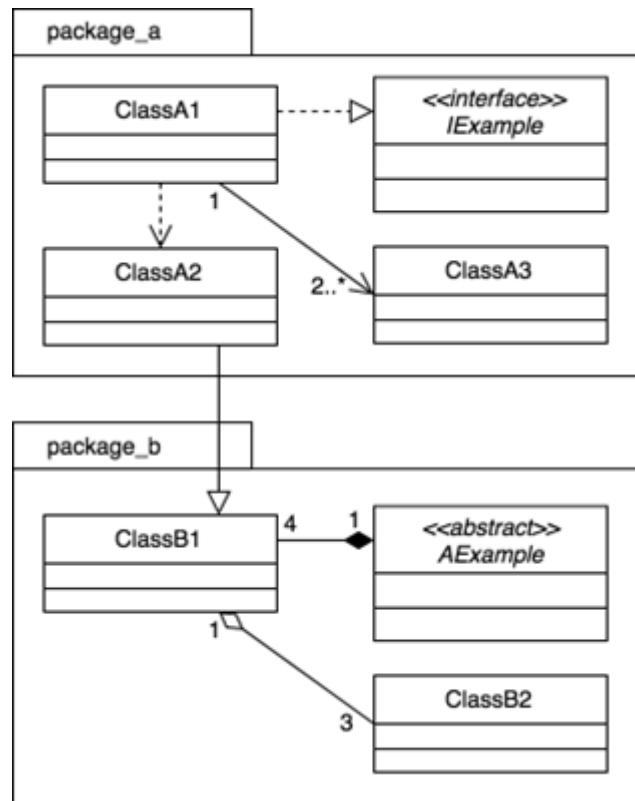 package_a
ClassA1
<<interface>>
IExample
1
ClassA2
2..*
ClassA3
package_b
ClassB1
4
1
<<abstract>>
AExample
1
ClassB2
3